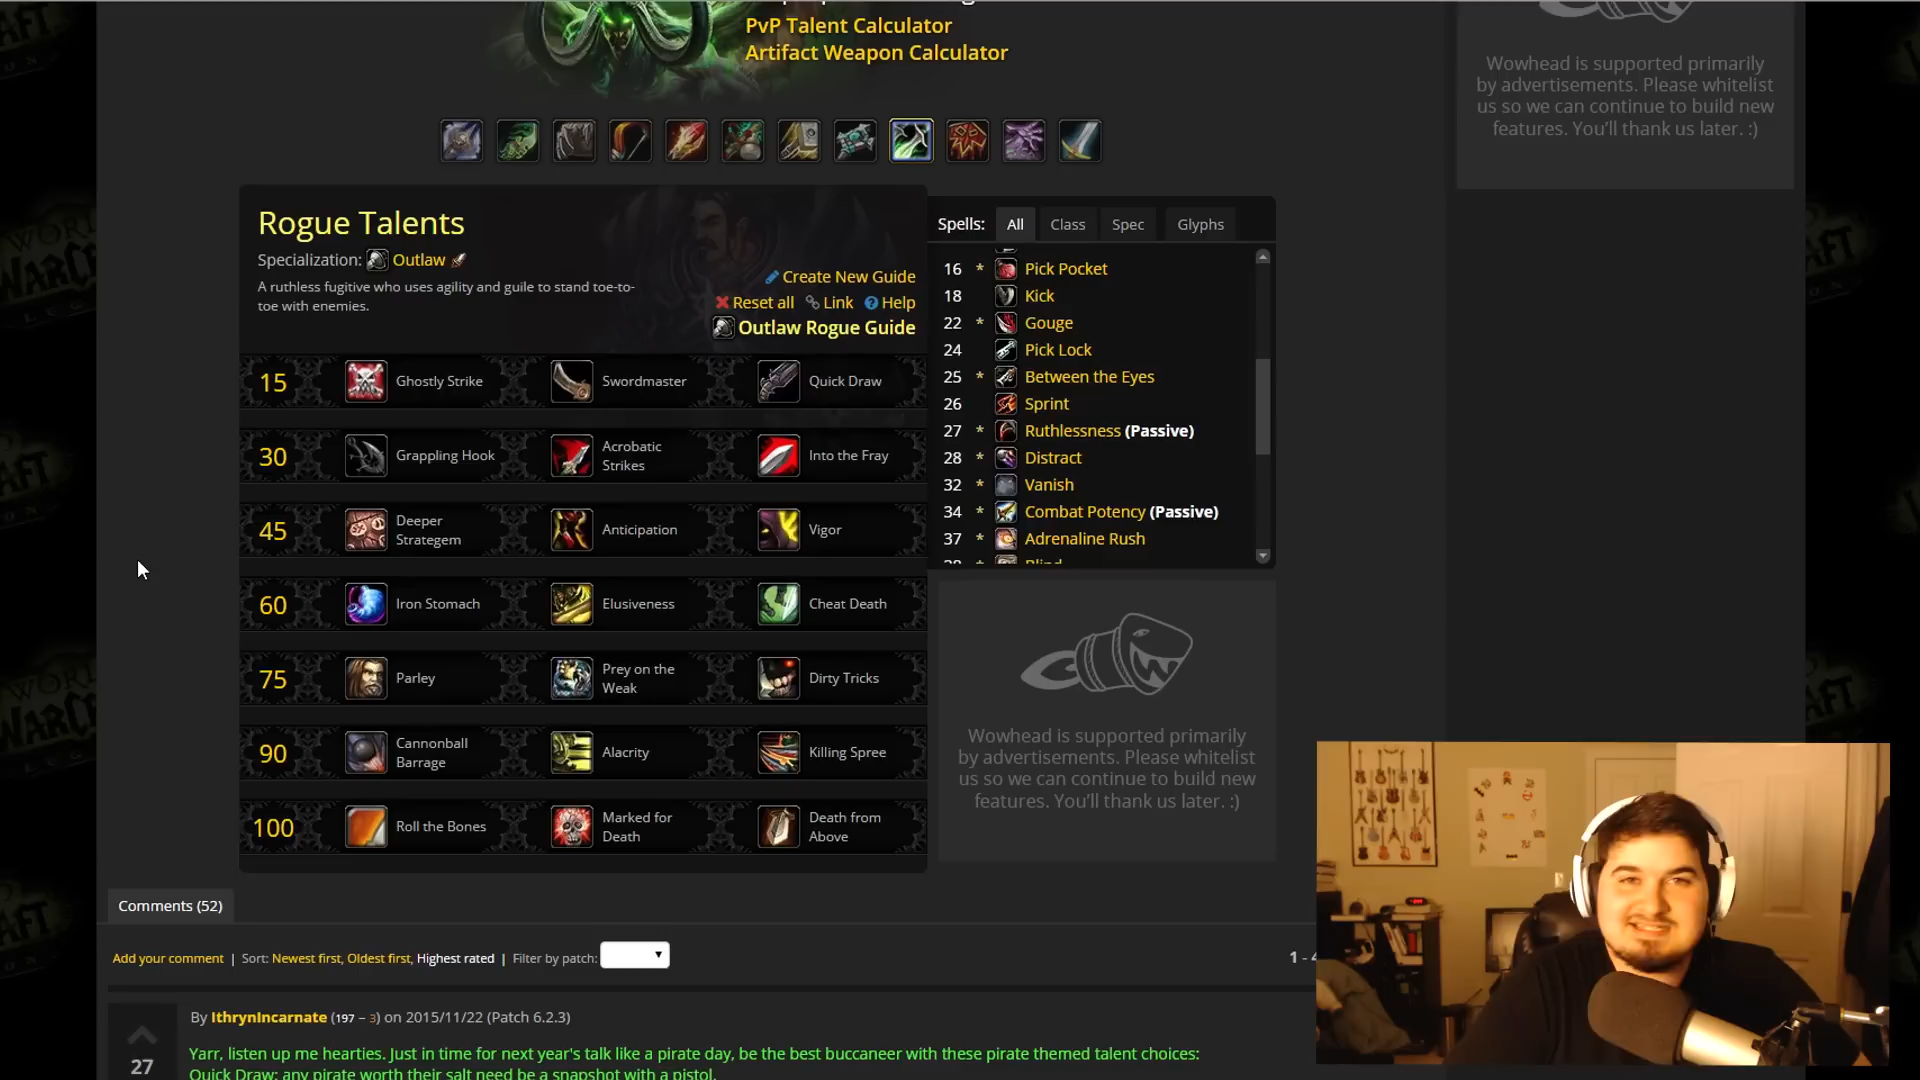 PvP Talent Calculator
Artifact Weapon Calculator
Wowhead is supported primarily
by advertisements. Please whitelist
us so we can continue to build new
features. You'll thank us later. :)
Rogue Talents
Specialization: Outlaw
A ruthless fugitive who uses agility and guile to stand toe-to-
toe with enemies.
Create New Guide
Reset all Link Help
Outlaw Rogue Guide
15 Ghostly Strike Swordmaster Quick Draw
30 Grappling Hook Acrobatic Strikes Into the Fray
45 Deeper Strategem Anticipation Vigor
60 Iron Stomach Elusiveness Cheat Death
75 Parley Prey on the Weak Dirty Tricks
90 Cannonball Barrage Alacrity Killing Spree
100 Roll the Bones Marked for Death Death from Above
Spells: All Class Spec Glyphs
16 * Pick Pocket
18 Kick
22 * Gouge
24 Pick Lock
25 * Between the Eyes
26 Sprint
27 * Ruthlessness (Passive)
28 * Distract
32 * Vanish
34 * Combat Potency (Passive)
37 * Adrenaline Rush
38 * Blind
Wowhead is supported primarily
by advertisements. Please whitelist
us so we can continue to build new
features. You'll thank us later. :)
Comments (52)
Add your comment | Sort: Newest first, Oldest first, Highest rated | Filter by patch:
1 - 4
By IthrynIncarnate (197 – 3) on 2015/11/22 (Patch 6.2.3)
27
Yarr, listen up me hearties. Just in time for next year's talk like a pirate day, be the best buccaneer with these pirate themed talent choices:
Quick Draw: any pirate worth their salt need be a snapshot with a pistol.